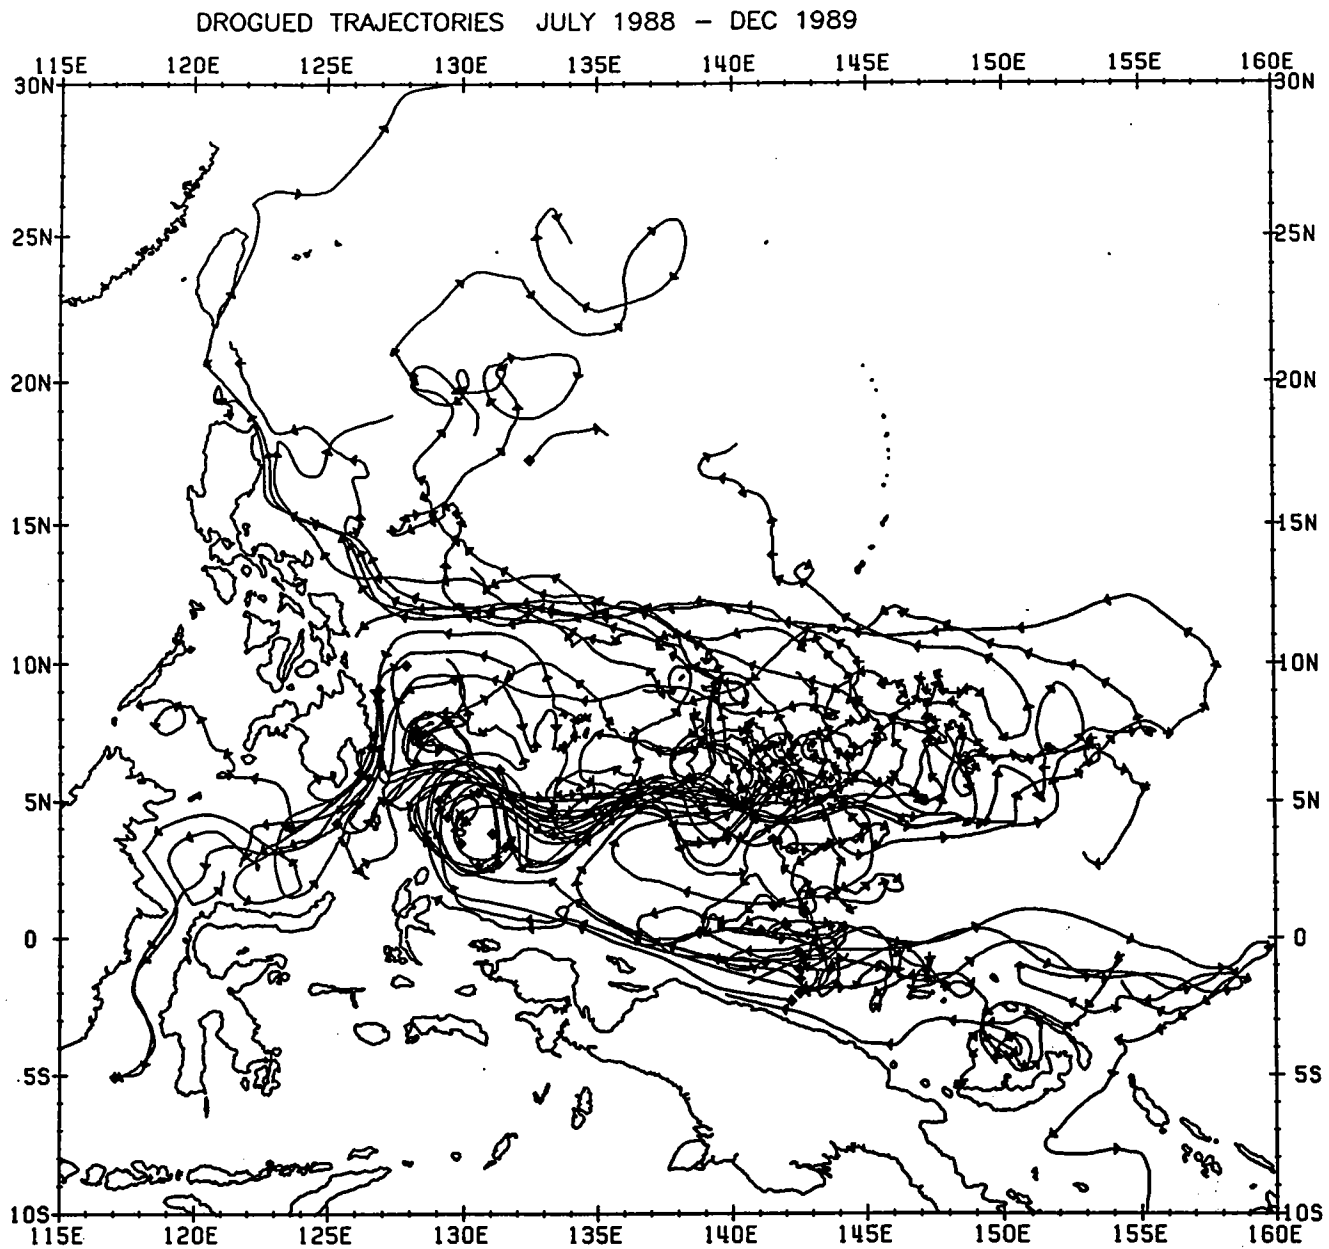 DROGUED TRAJECTORIES JULY 1988 - DEC 1989
115E 120E 125E 130E 135E 140E 145E 150E 155E 160E
30N 30N
25N 25N
20N 20N
15N 15N
10N 10N
5N 5N
0 0
5S 5S
10S 10S
115E 120E 125E 130E 135E 140E 145E 150E 155E 160E